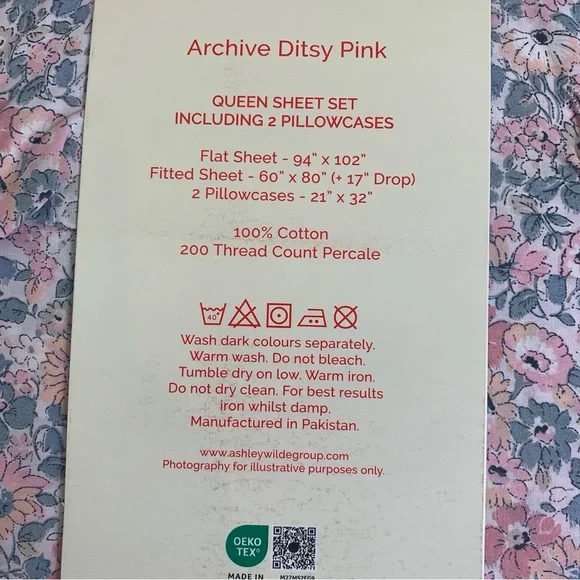 Archive Ditsy Pink
QUEEN SHEET SET
INCLUDING 2 PILLOWCASES
Flat Sheet - 94" x 102"
Fitted Sheet - 60" x 80" (+ 17" Drop)
2 Pillowcases - 21" x 32"
100% Cotton
200 Thread Count Percale
40°
Wash dark colours separately.
Warm wash. Do not bleach.
Tumble dry on low. Warm iron.
Do not dry clean. For best results
iron whilst damp.
Manufactured in Pakistan.
www.ashleywildegroup.com
Photography for illustrative purposes only.
OEKO
TEX®
MADE IN